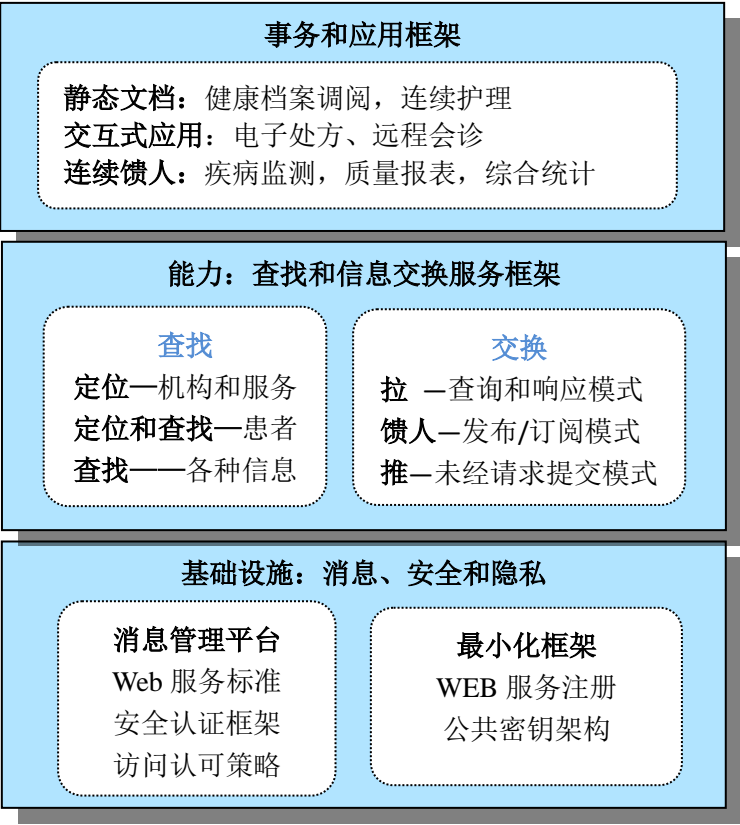 事务和应用框架
静态文档：健康档案调阅，连续护理
交互式应用：电子处方、远程会诊
连续馈人：疾病监测，质量报表，综合统计
能力：查找和信息交换服务框架
查找
定位—机构和服务
定位和查找—患者
查找——各种信息
交换
拉 —查询和响应模式
馈人—发布/订阅模式
推—未经请求提交模式
基础设施：消息、安全和隐私
消息管理平台
Web 服务标准
安全认证框架
访问认可策略
最小化框架
WEB 服务注册
公共密钥架构